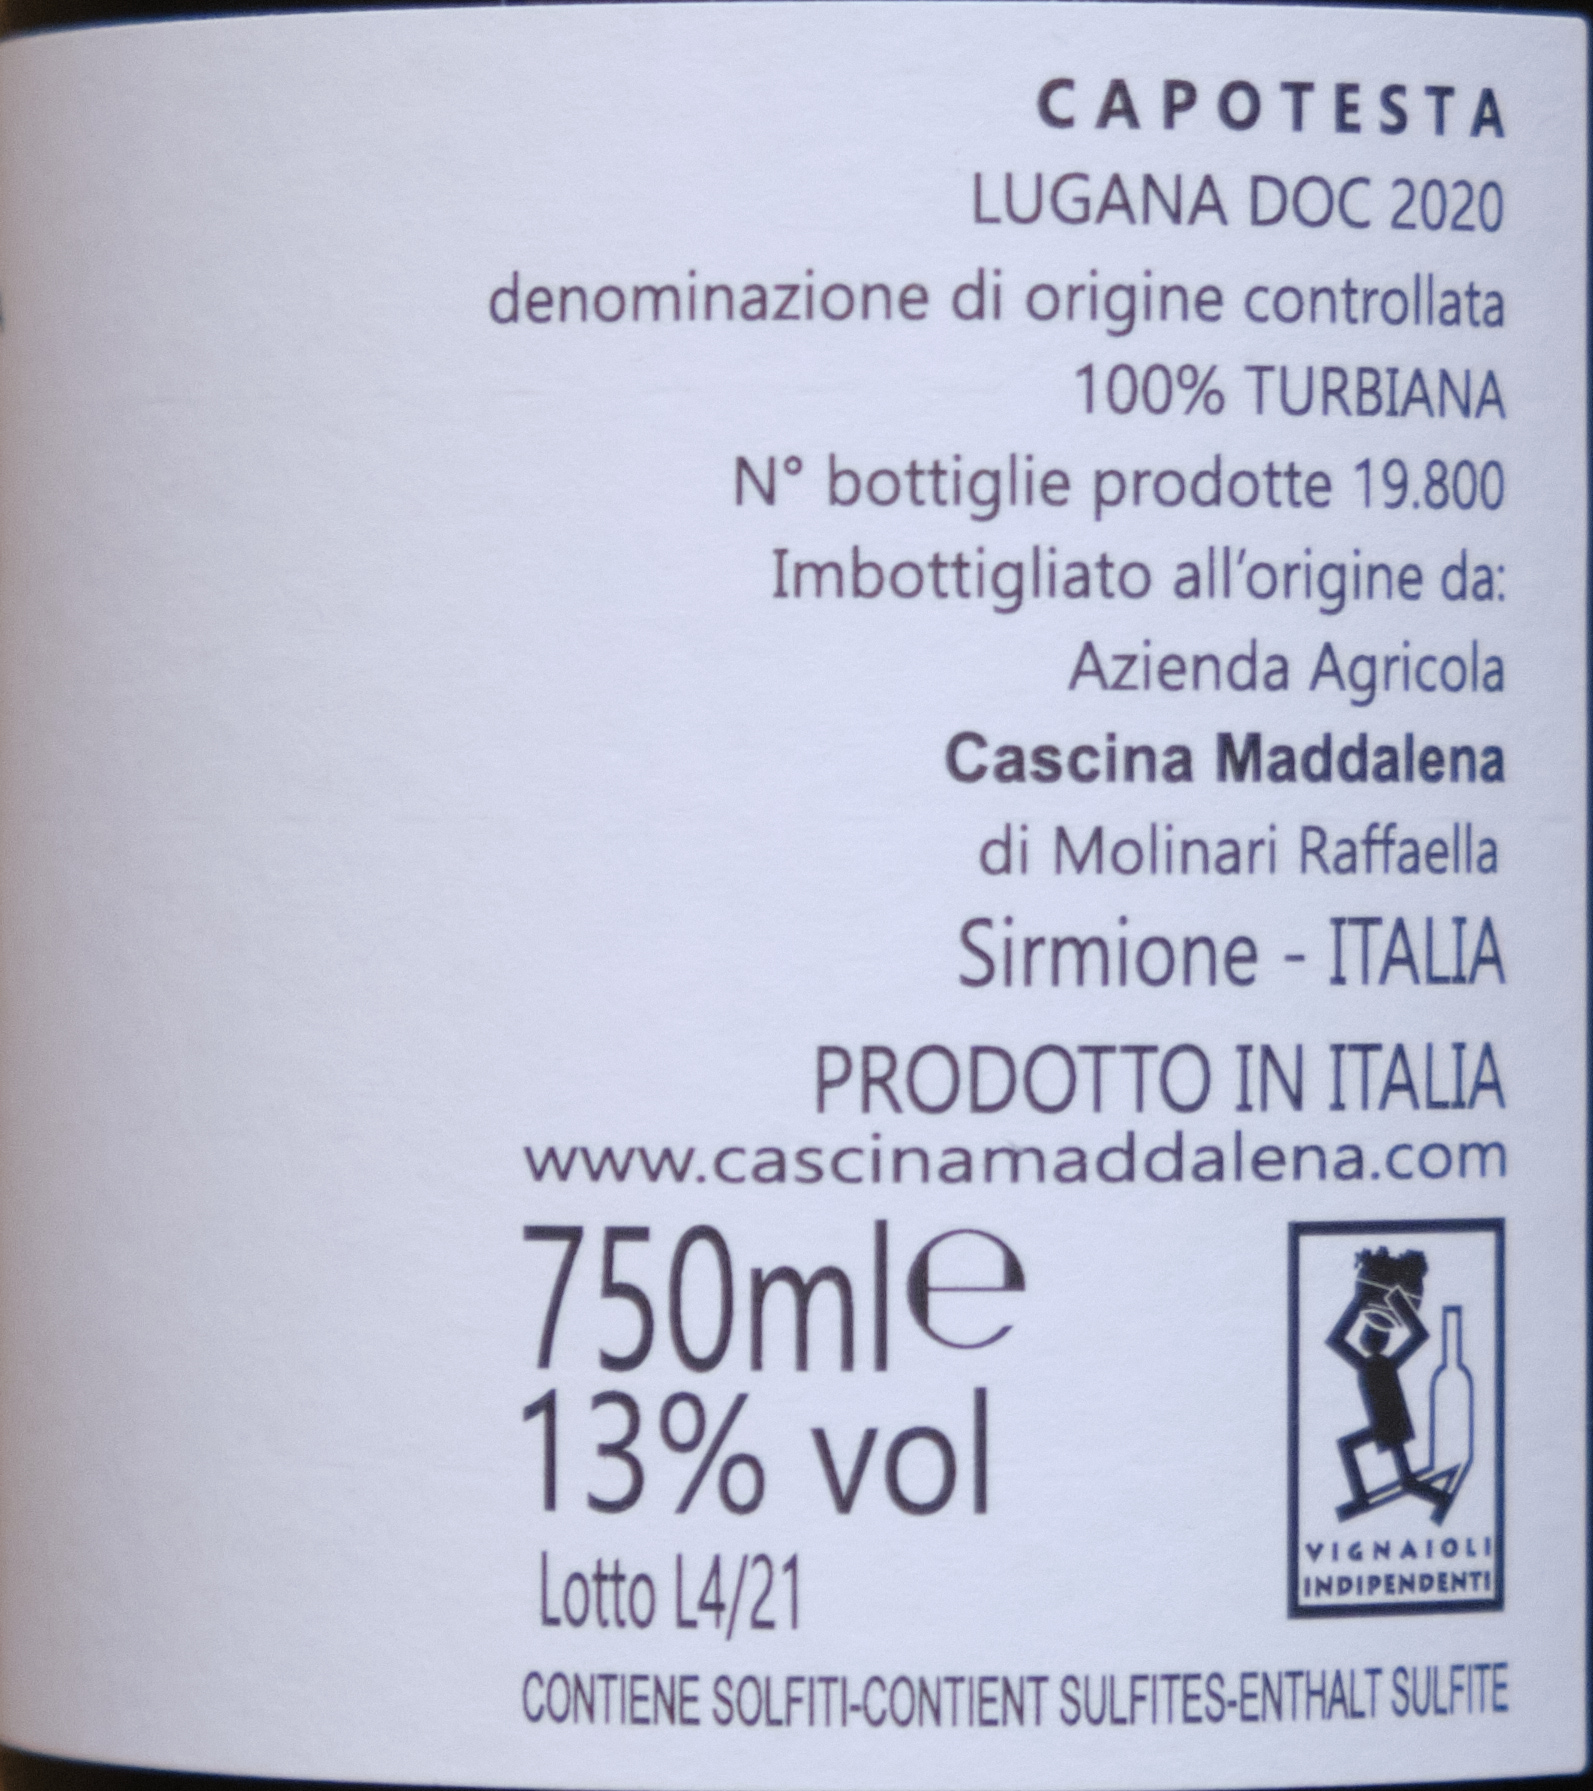 CAPOTESTA
LUGANA DOC 2020
denominazione di origine controllata
100% TURBIANA
N° bottiglie prodotte 19.800
Imbottigliato all'origine da:
Azienda Agricola
Cascina Maddalena
di Molinari Raffaella
Sirmione - ITALIA
PRODOTTO IN ITALIA
www.cascinamaddalena.com
750ml℮
13% vol
Lotto L4/21
VIGNAIOLI
INDIPENDENTI
CONTIENE SOLFITI-CONTIENT SULFITES-ENTHALT SULFITE